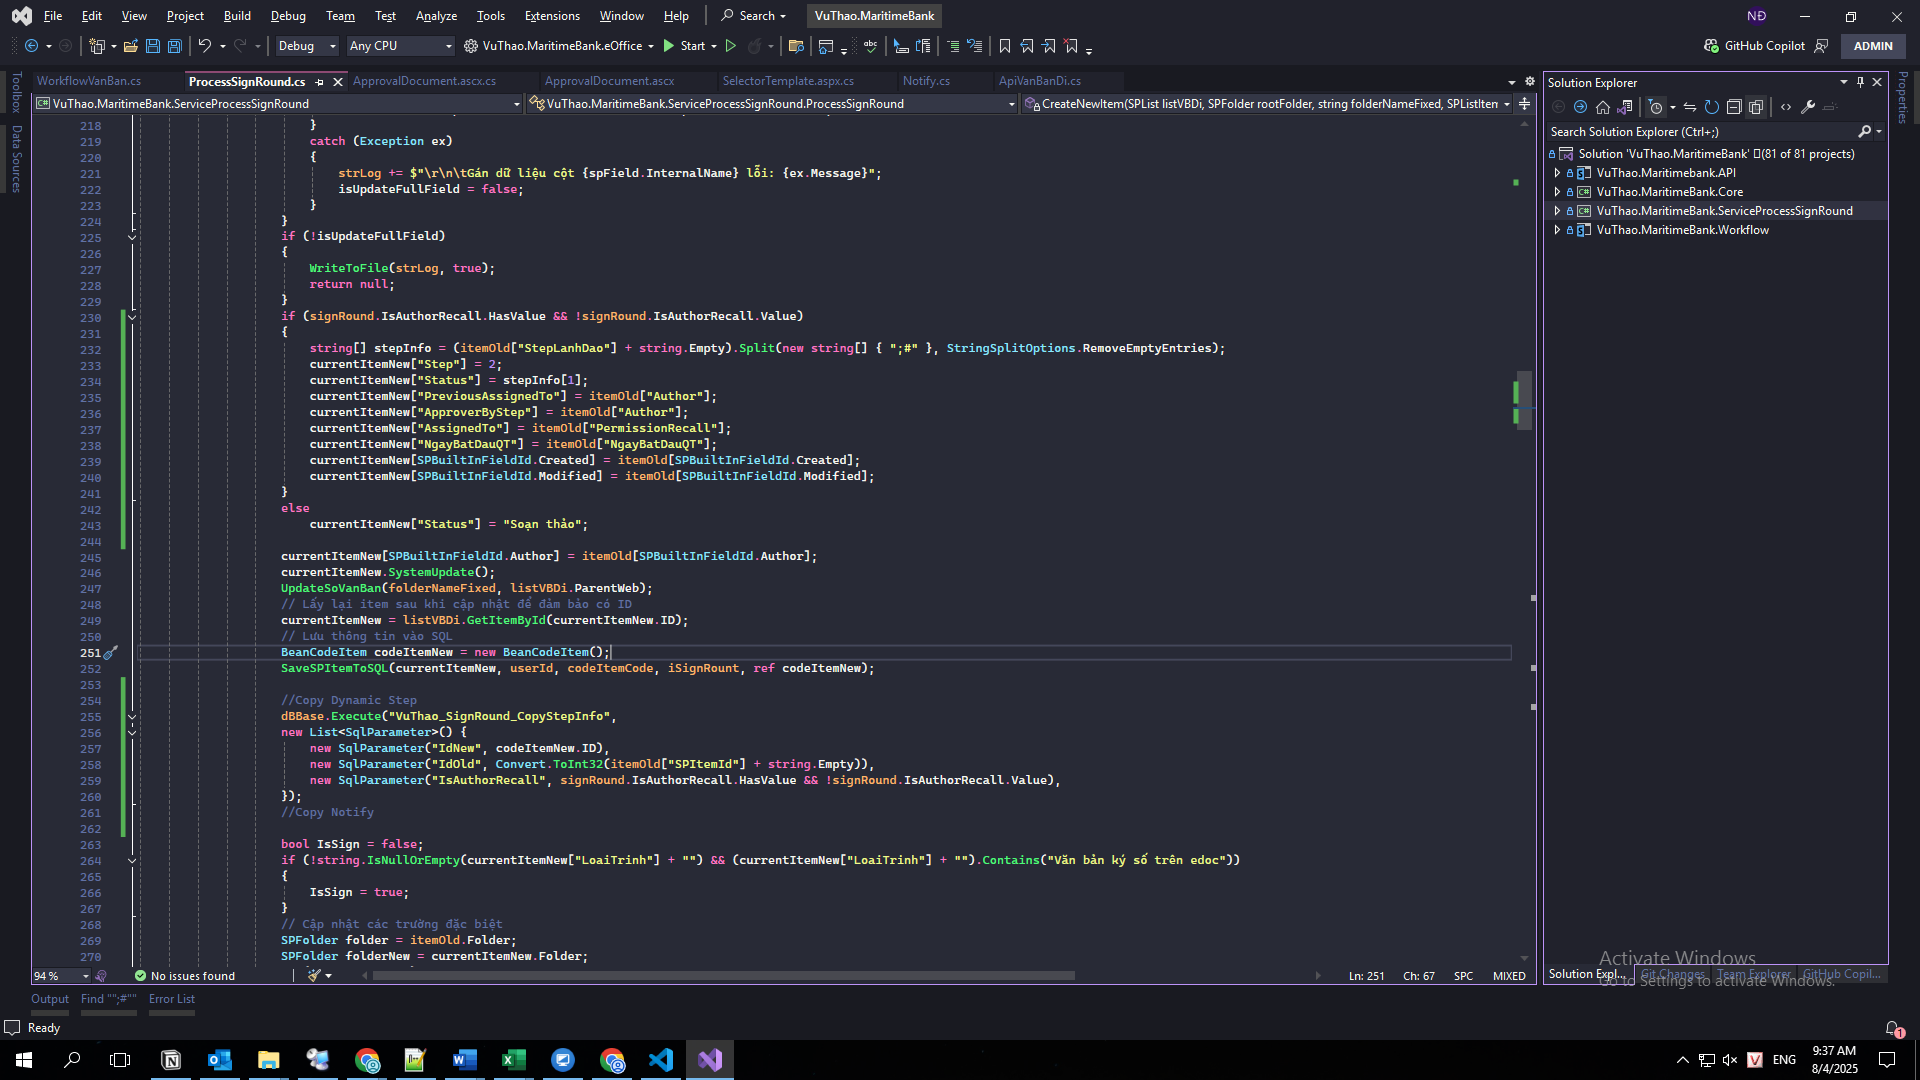 File Edit View Project Build Debug Team Test Analyze Tools Extensions Window Help Search VuThao.MaritimeBank NĐ
Debug Any CPU VuThao.MaritimeBank.eOffice Start GitHub Copilot ADMIN
WorkflowVanBan.cs ProcessSignRound.cs ApprovalDocument.ascx.cs ApprovalDocument.ascx SelectorTemplate.aspx.cs Notify.cs ApiVanBanDi.cs
VuThao.MaritimeBank.ServiceProcessSignRound VuThao.MaritimeBank.ServiceProcessSignRound.ProcessSignRound CreateNewItem(SPList listVBDi, SPFolder rootFolder, string folderNameFixed, SPListIten
Toolbox
Data Sources
218 }
219 catch (Exception ex)
220 {
221 strLog += $"\r\n\tGán dữ liệu cột {spField.InternalName} lỗi: {ex.Message}";
222 isUpdateFullField = false;
223 }
224 }
225 if (!isUpdateFullField)
226 {
227 WriteToFile(strLog, true);
228 return null;
229 }
230 if (signRound.IsAuthorRecall.HasValue && !signRound.IsAuthorRecall.Value)
231 {
232 string[] stepInfo = (itemOld["StepLanhDao"] + string.Empty).Split(new string[] { ";#" }, StringSplitOptions.RemoveEmptyEntries);
233 currentItemNew["Step"] = 2;
234 currentItemNew["Status"] = stepInfo[1];
235 currentItemNew["PreviousAssignedTo"] = itemOld["Author"];
236 currentItemNew["ApproverByStep"] = itemOld["Author"];
237 currentItemNew["AssignedTo"] = itemOld["PermissionRecall"];
238 currentItemNew["NgayBatDauQT"] = itemOld["NgayBatDauQT"];
239 currentItemNew[SPBuiltInFieldId.Created] = itemOld[SPBuiltInFieldId.Created];
240 currentItemNew[SPBuiltInFieldId.Modified] = itemOld[SPBuiltInFieldId.Modified];
241 }
242 else
243 currentItemNew["Status"] = "Soạn thảo";
244
245 currentItemNew[SPBuiltInFieldId.Author] = itemOld[SPBuiltInFieldId.Author];
246 currentItemNew.SystemUpdate();
247 UpdateSoVanBan(folderNameFixed, listVBDi.ParentWeb);
248 // Lấy lại item sau khi cập nhật để đảm bảo có ID
249 currentItemNew = listVBDi.GetItemById(currentItemNew.ID);
250 // Lưu thông tin vào SQL
251 BeanCodeItem codeItemNew = new BeanCodeItem();
252 SaveSPItemToSQL(currentItemNew, userId, codeItemCode, iSignRount, ref codeItemNew);
253
254 //Copy Dynamic Step
255 dBBase.Execute("VuThao_SignRound_CopyStepInfo",
256 new List<SqlParameter>() {
257 new SqlParameter("IdNew", codeItemNew.ID),
258 new SqlParameter("IdOld", Convert.ToInt32(itemOld["SPItemId"] + string.Empty)),
259 new SqlParameter("IsAuthorRecall", signRound.IsAuthorRecall.HasValue && !signRound.IsAuthorRecall.Value),
260 });
261 //Copy Notify
262
263 bool IsSign = false;
264 if (!string.IsNullOrEmpty(currentItemNew["LoaiTrinh"] + "") && (currentItemNew["LoaiTrinh"] + "").Contains("Văn bản ký số trên edoc"))
265 {
266 IsSign = true;
267 }
268 // Cập nhật các trường đặc biệt
269 SPFolder folder = itemOld.Folder;
270 SPFolder folderNew = currentItemNew.Folder;
94 % No issues found Ln: 251 Ch: 67 SPC MIXED
Output Find "";#"" Error List
Ready
Solution Explorer
Search Solution Explorer (Ctrl+;)
Solution 'VuThao.MaritimeBank' (81 of 81 projects)
VuThao.Maritimebank.API
VuThao.MaritimeBank.Core
VuThao.MaritimeBank.ServiceProcessSignRound
VuThao.MaritimeBank.Workflow
Properties
Activate Windows
Solution Expl... Git Changes Team Explorer GitHub Copil...
Go to Settings to activate Windows.
1
ENG
9:37 AM
8/4/2025